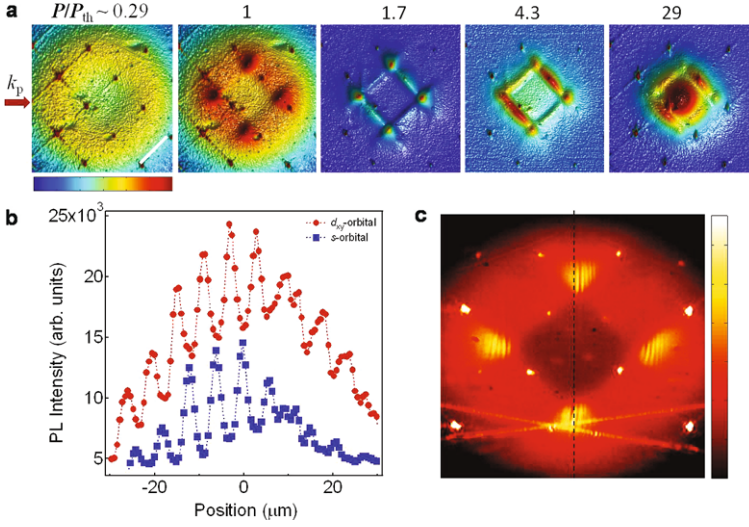 a
P/Pth ~ 0.29 1 1.7 4.3 29
kp
b
25x10³
20
15
10
5
PL Intensity (arb. units)
dxy-orbital
s-orbital
-20 0 20
Position (μm)
c